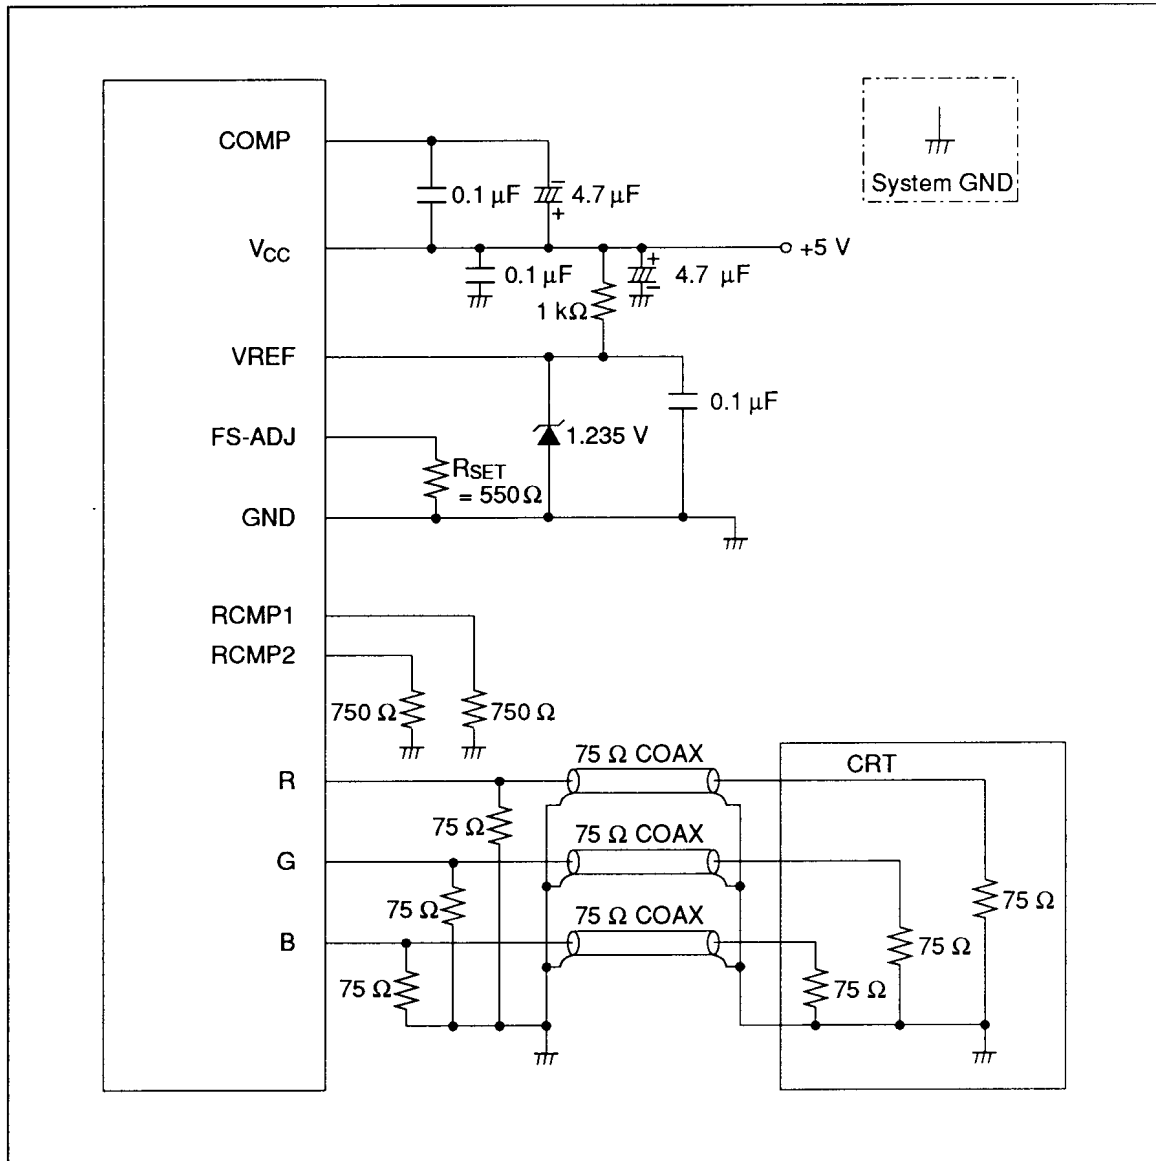 COMP
0.1 µF
4.7 µF
System GND
VCC
+5 V
0.1 µF
4.7 µF
1 kΩ
VREF
0.1 µF
FS-ADJ
1.235 V
RSET
= 550 Ω
GND
RCMP1
RCMP2
750 Ω
750 Ω
75 Ω COAX
CRT
R
75 Ω
75 Ω COAX
G
75 Ω
75 Ω
75 Ω COAX
B
75 Ω
75 Ω
75 Ω